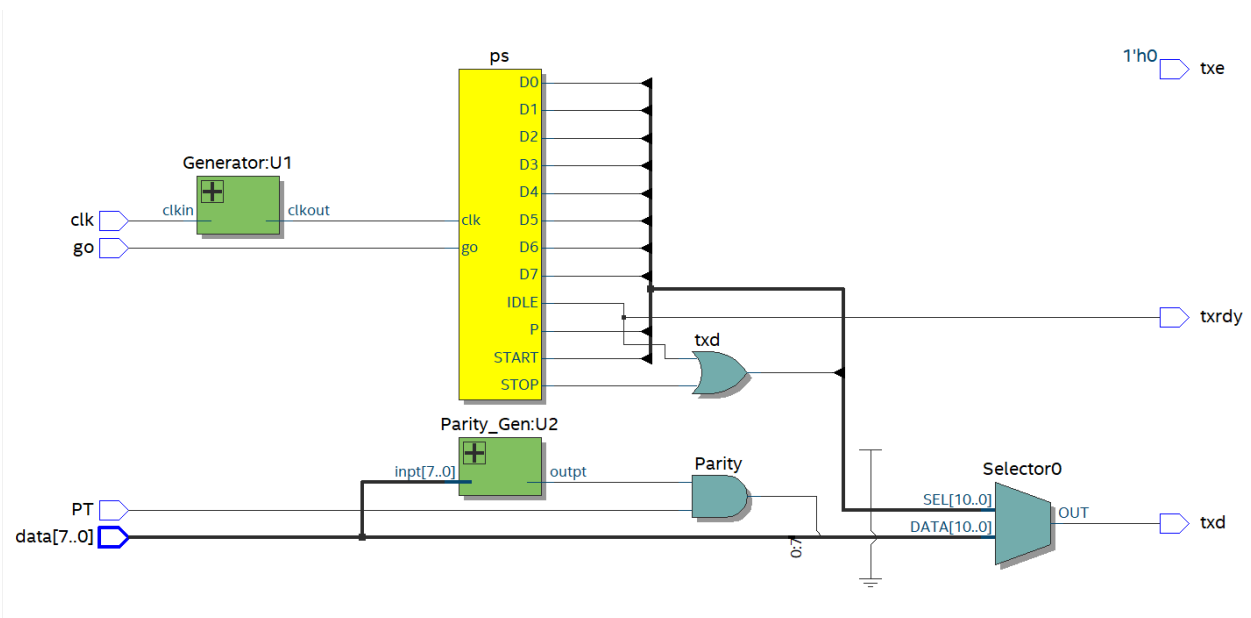 1'h0
txe
ps
D0
D1
D2
D3
D4
D5
D6
D7
IDLE
P
START
STOP
clk
go
Generator:U1
clkin
clkout
clk
go
txrdy
txd
Parity_Gen:U2
inpt[7..0]
outpt
Parity
PT
data[7..0]
0:7
Selector0
SEL[10..0]
DATA[10..0]
OUT
txd